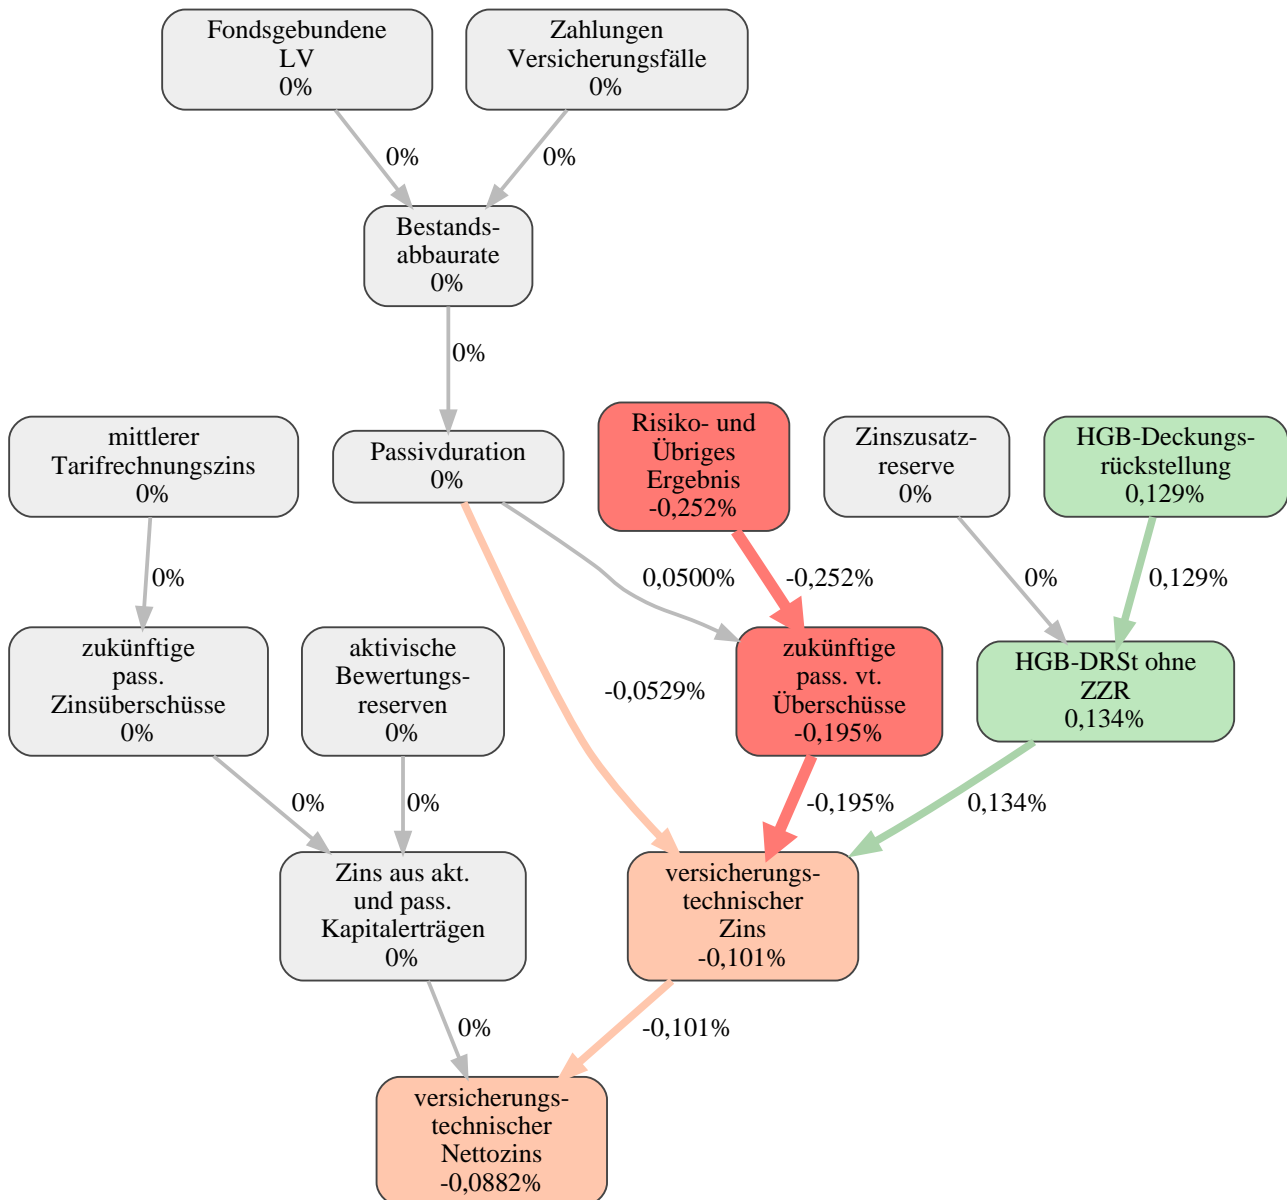 Fondsgebundene
LV
0%
Zahlungen
Versicherungsfälle
0%
0%
0%
Bestands-
abbaurate
0%
0%
mittlerer
Tarifrechnungszins
0%
Passivduration
0%
Risiko- und
Übriges
Ergebnis
-0,252%
Zinszusatz-
reserve
0%
HGB-Deckungs-
rückstellung
0,129%
0%
0,0500%
-0,252%
0%
0,129%
zukünftige
pass.
Zinsüberschüsse
0%
aktivische
Bewertungs-
reserven
0%
-0,0529%
zukünftige
pass. vt.
Überschüsse
-0,195%
HGB-DRSt ohne
ZZR
0,134%
0%
0%
-0,195%
0,134%
Zins aus akt.
und pass.
Kapitalerträgen
0%
versicherungs-
technischer
Zins
-0,101%
0%
-0,101%
versicherungs-
technischer
Nettozins
-0,0882%